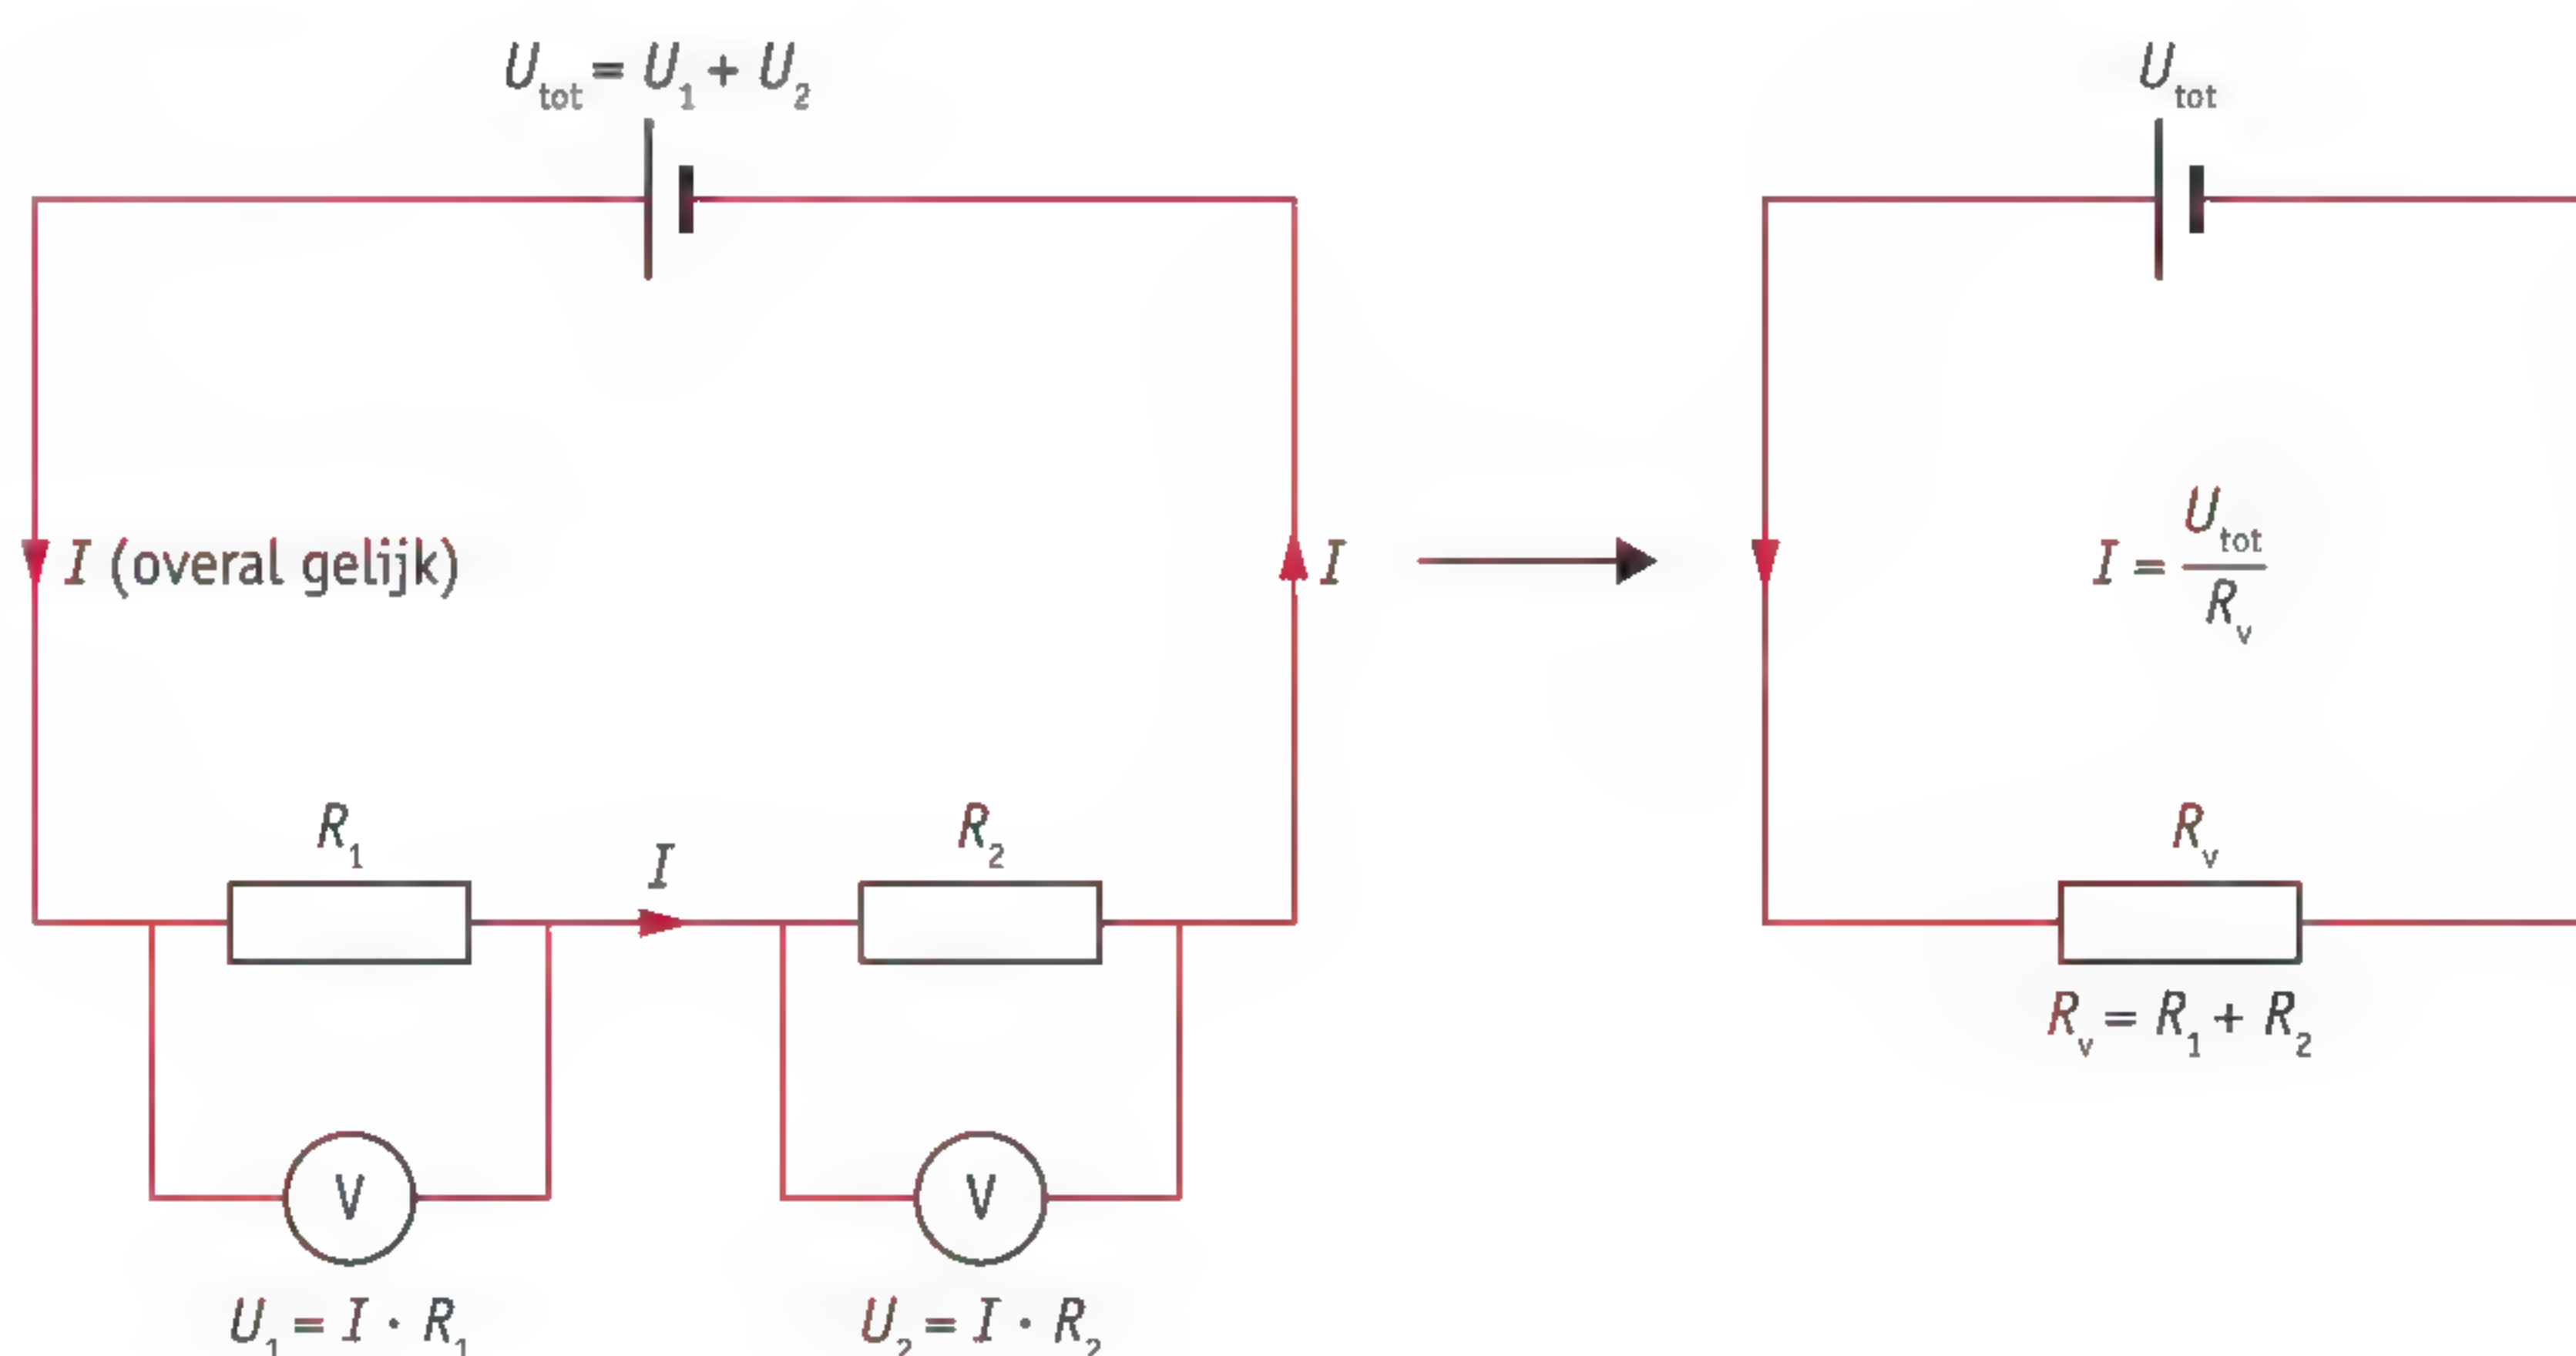 U_tot = U_1 + U_2
U_tot
I (overal gelijk)
I
I = U_tot / R_v
R_1
I
R_2
R_v
R_v = R_1 + R_2
V
V
U_1 = I · R_1
U_2 = I · R_2